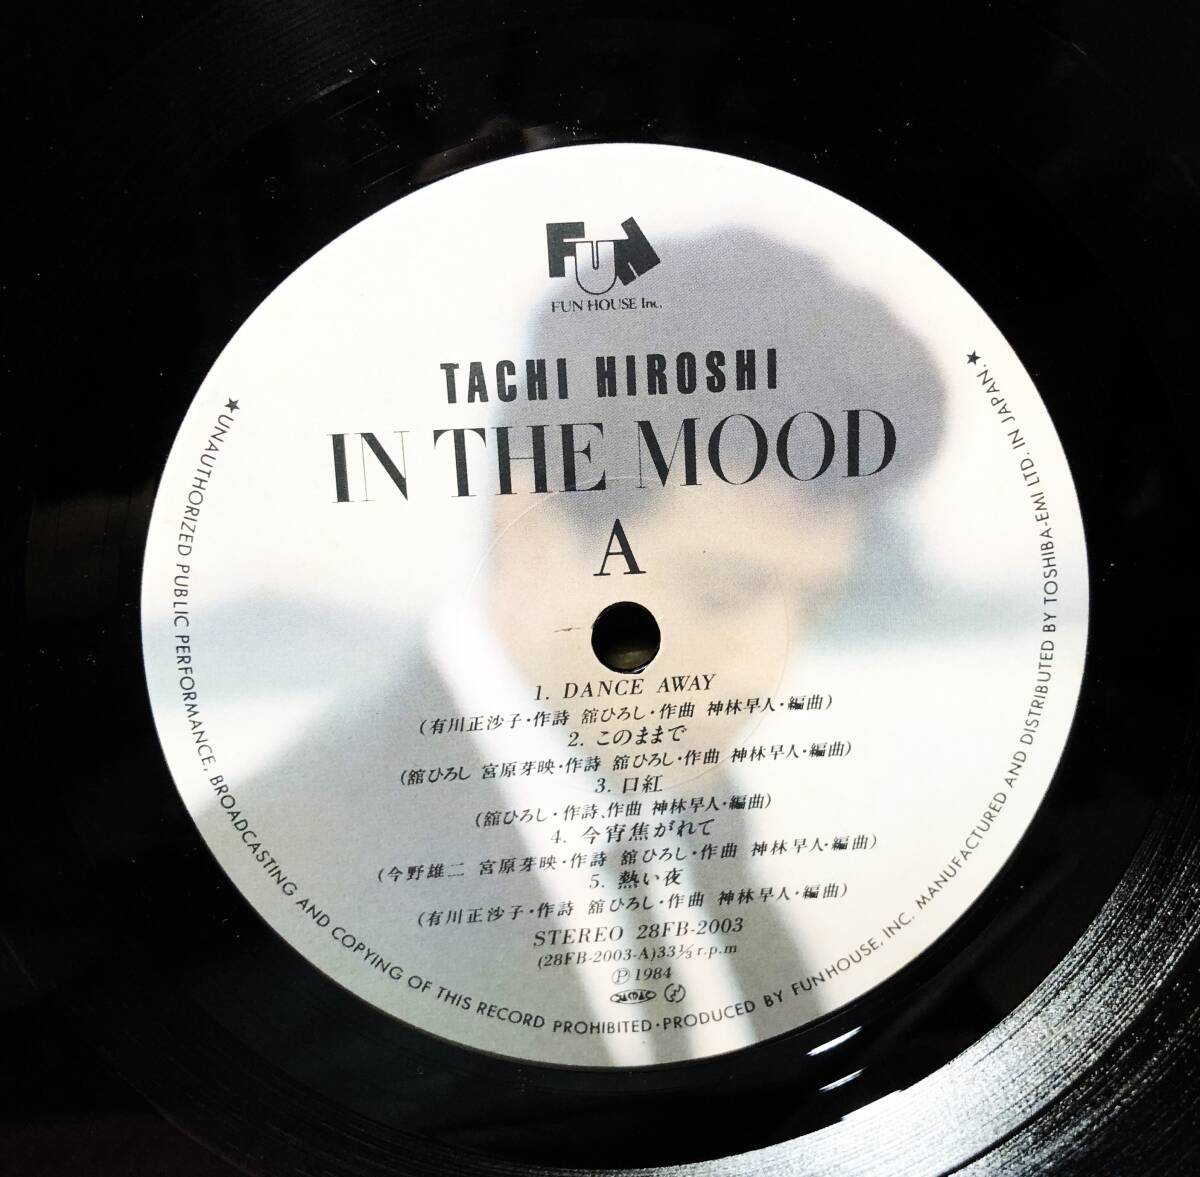 FUN
FUN HOUSE Inc.
TACHI HIROSHI
IN THE MOOD
A
1. DANCE AWAY
(有川正沙子・作詩 舘ひろし・作曲 神林早人・編曲)
2. このままで
(舘ひろし 宮原芽映・作詩 舘ひろし・作曲 神林早人・編曲)
3. 口紅
(舘ひろし・作詩、作曲 神林早人・編曲)
4. 今宵焦がれて
(今野雄二 宮原芽映・作詩 舘ひろし・作曲 神林早人・編曲)
5. 熱い夜
(有川正沙子・作詩 舘ひろし・作曲 神林早人・編曲)
STEREO 28FB-2003
(28FB-2003-A)33⅓r.p.m
Ⓟ1984
★UNAUTHORIZED PUBLIC PERFORMANCE, BROADCASTING AND COPYING OF THIS RECORD PROHIBITED・PRODUCED BY FUNHOUSE, INC. MANUFACTURED AND DISTRIBUTED BY TOSHIBA-EMI LTD. IN JAPAN.★